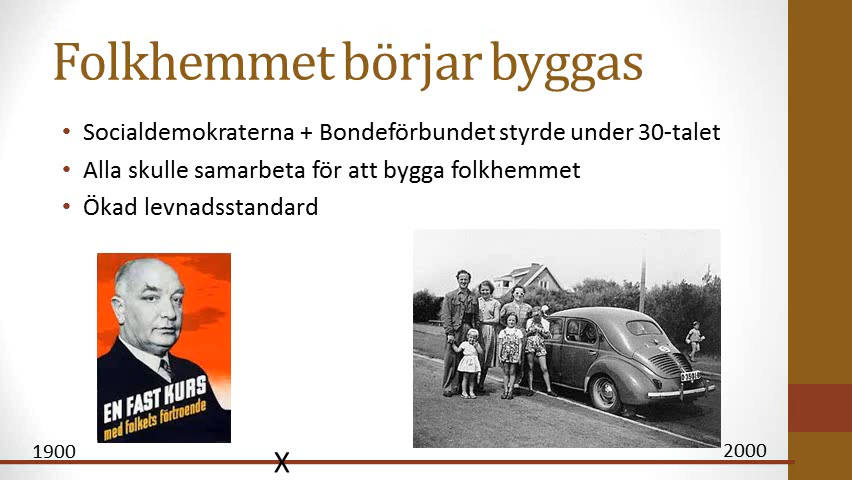 Folkhemmet börjar byggas
• Socialdemokraterna + Bondeförbundet styrde under 30-talet
• Alla skulle samarbeta för att bygga folkhemmet
• Ökad levnadsstandard
EN FAST KURS
med folkets förtroende
1900
X
2000